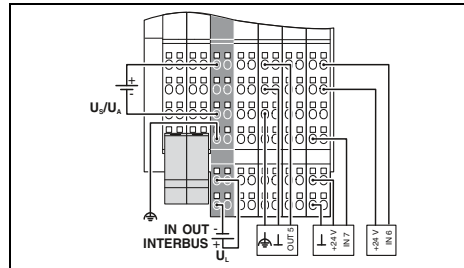 +
-
US/UA
IN OUT -
INTERBUS +
UL
⊥
OUT 5
⊥
+24 V
IN 7
+24 V
IN 6